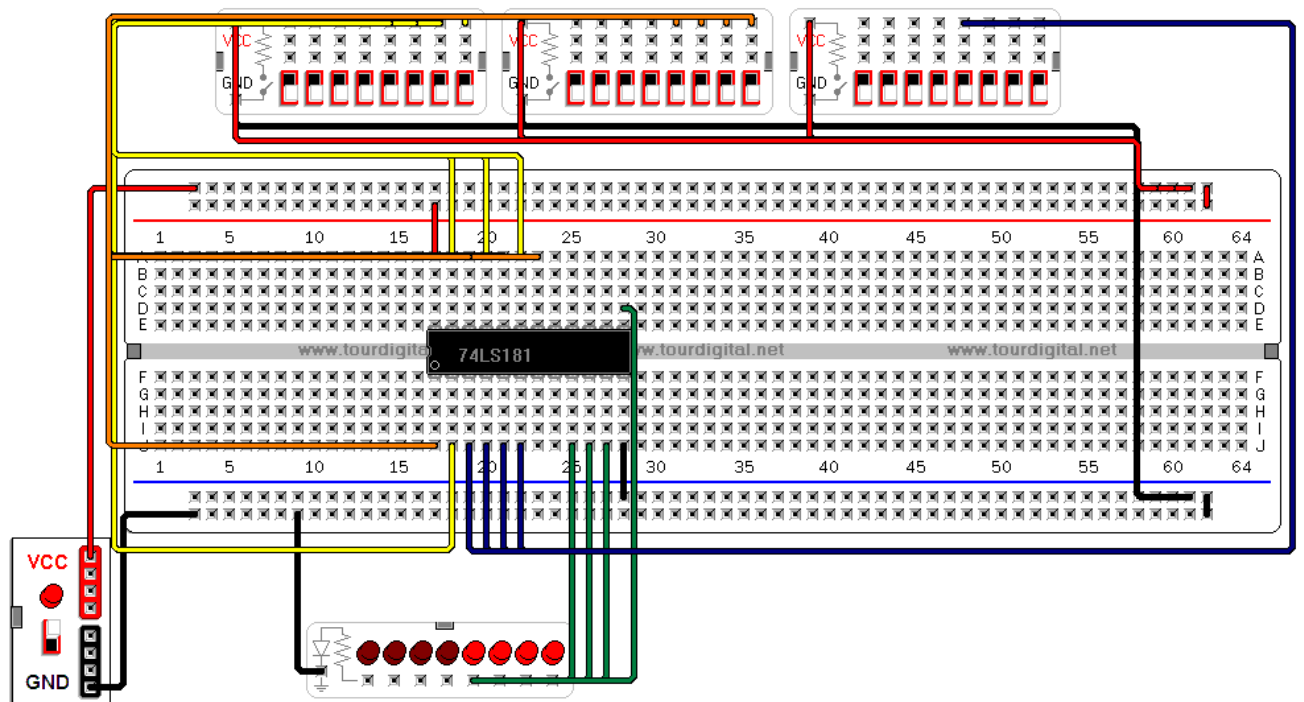 VCC VCC VCC
GND GND GND
1 5 10 15 20 25 30 35 40 45 50 55 60 64
A A
B B
C C
D D
E E
www.tourdigita 74LS181 w.tourdigital.net www.tourdigital.net
F F
G G
H H
I I
J J
1 5 10 15 20 25 30 35 40 45 50 55 60 64
VCC
GND